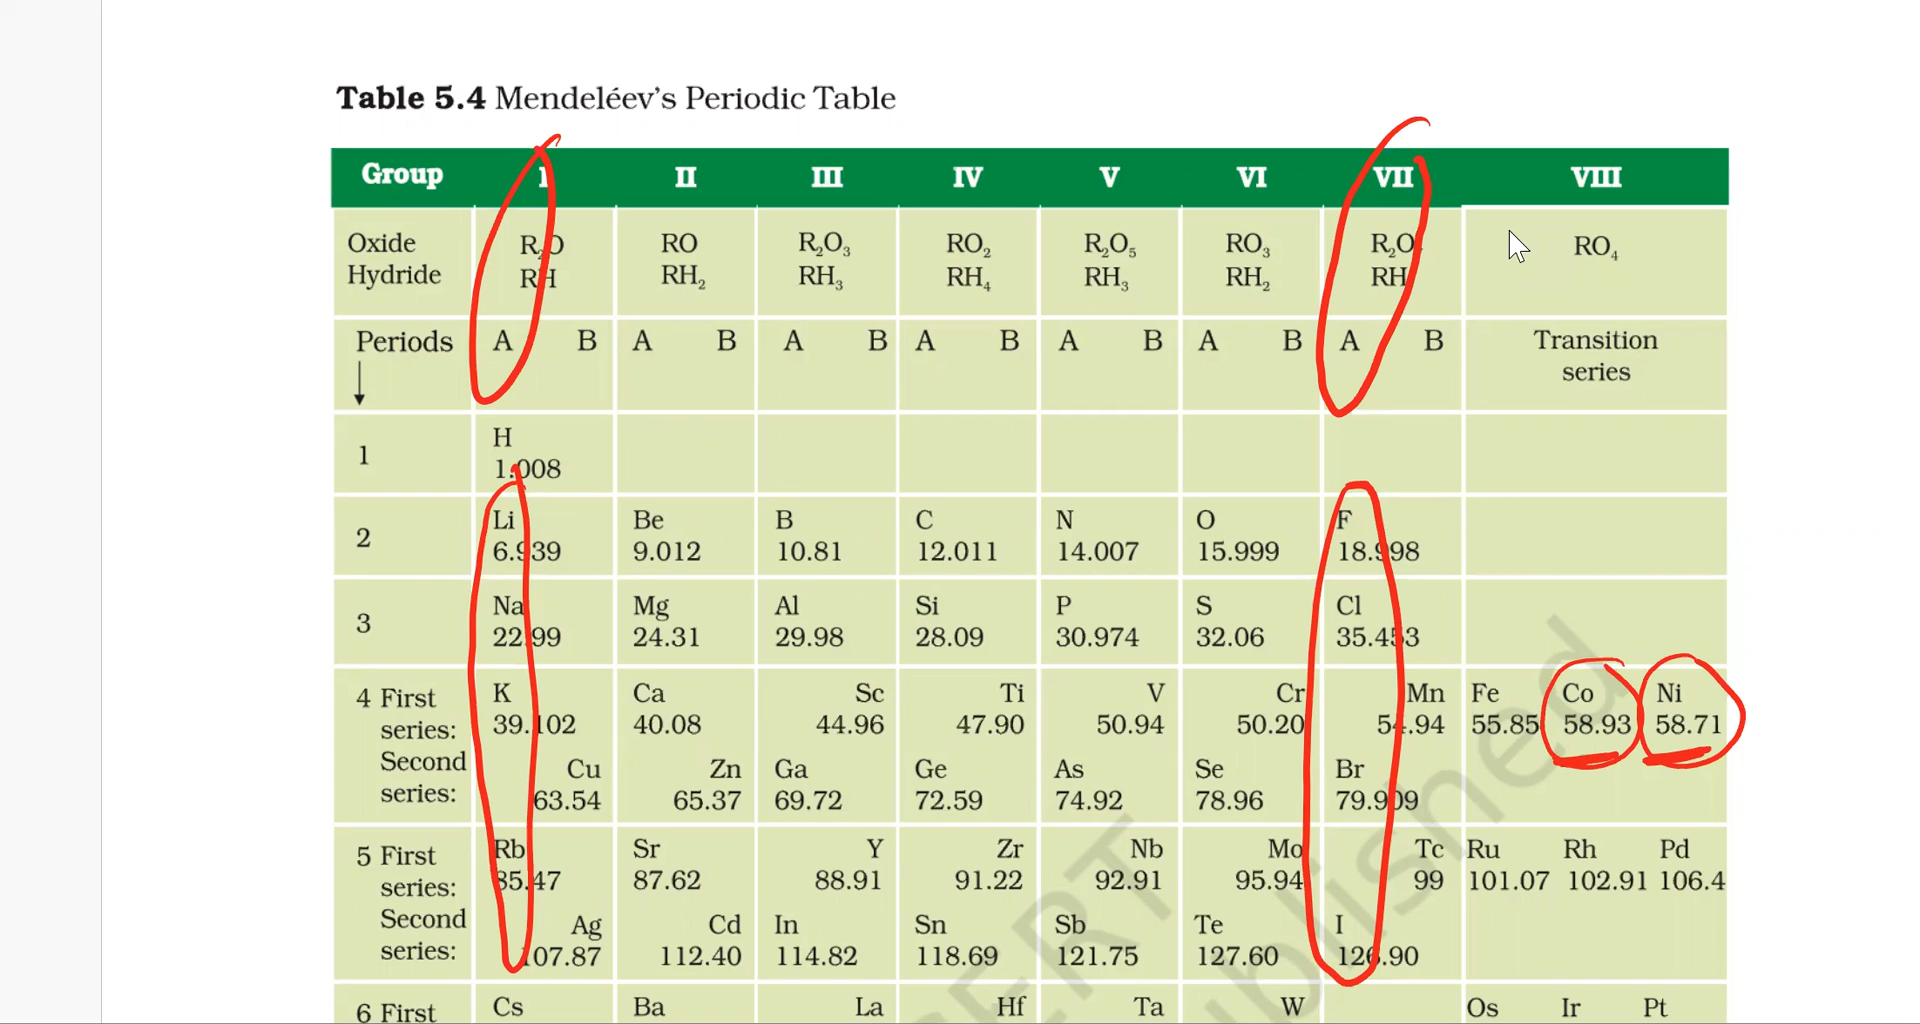 Table 5.4 Mendeléev's Periodic Table
Group I II III IV V VI VII VIII
Oxide R₂O RO R₂O₃ RO₂ R₂O₅ RO₃ R₂O RO₄
Hydride RH RH₂ RH₃ RH₄ RH₃ RH₂ RH
Periods A B A B A B A B A B A B A B Transition
↓ series
H
1 1.008
Li Be B C N O F
2 6.939 9.012 10.81 12.011 14.007 15.999 18.998
Na Mg Al Si P S Cl
3 22.99 24.31 29.98 28.09 30.974 32.06 35.453
4 First K Ca Sc Ti V Cr Mn Fe Co Ni
series: 39.102 40.08 44.96 47.90 50.94 50.20 54.94 55.85 58.93 58.71
Second Cu Zn Ga Ge As Se Br
series: 63.54 65.37 69.72 72.59 74.92 78.96 79.909
5 First Rb Sr Y Zr Nb Mo Tc Ru Rh Pd
series: 85.47 87.62 88.91 91.22 92.91 95.94 99 101.07 102.91 106.4
Second Ag Cd In Sn Sb Te I
series: 107.87 112.40 114.82 118.69 121.75 127.60 126.90
6 First Cs Ba La Hf Ta W Os Ir Pt